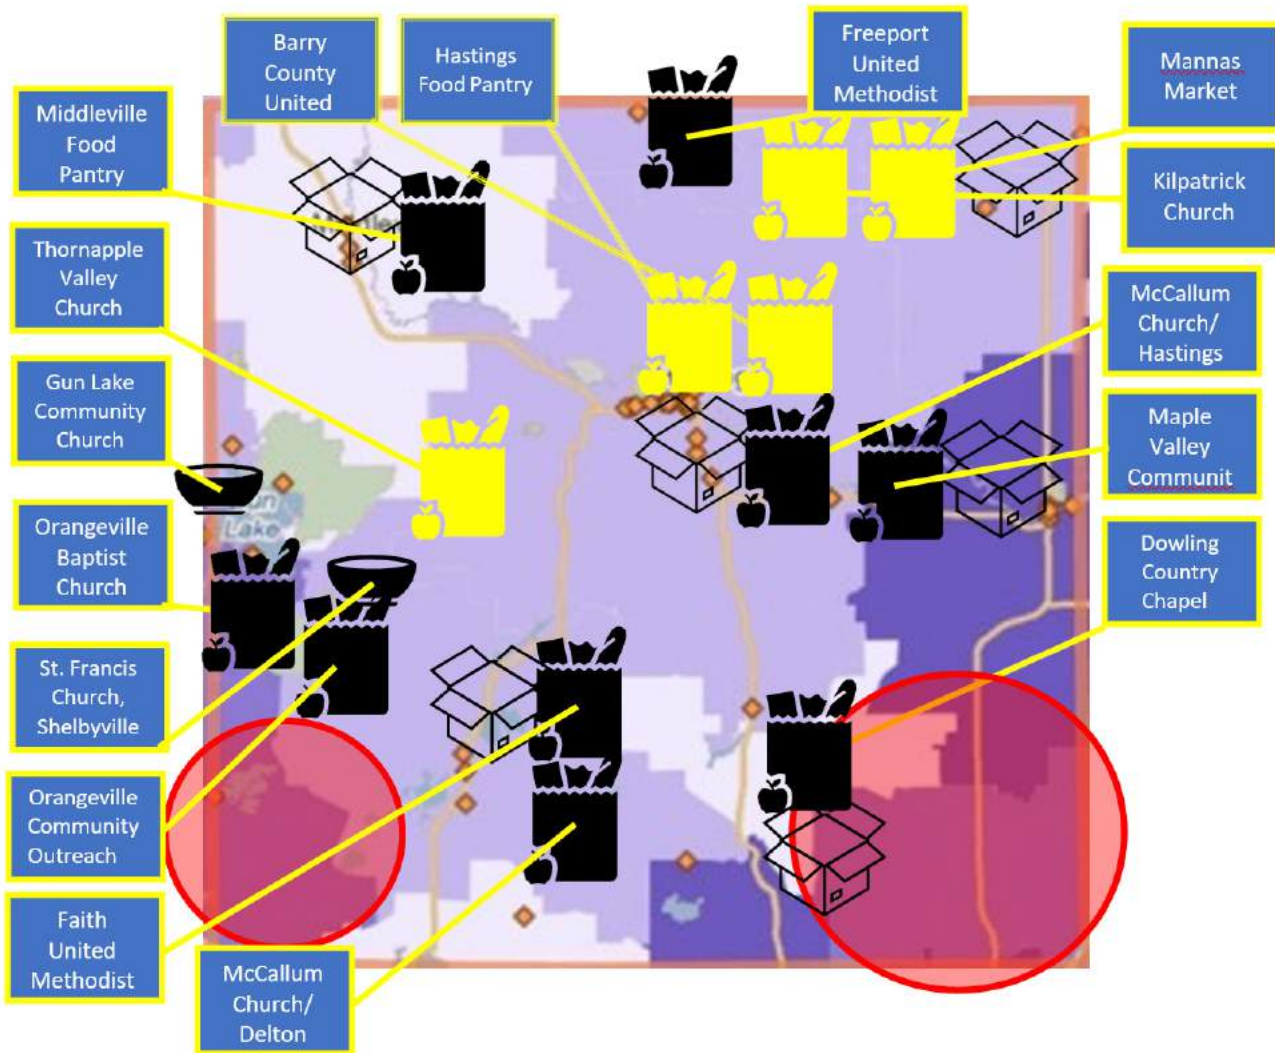 Barry
County
United
Hastings
Food Pantry
Freeport
United
Methodist
Mannas
Market
Middleville
Food
Pantry
Kilpatrick
Church
Thornapple
Valley
Church
McCallum
Church/
Hastings
Gun Lake
Community
Church
Maple
Valley
Communit
Lake
Orangeville
Baptist
Church
Dowling
Country
Chapel
St. Francis
Church,
Shelbyville
Orangeville
Community
Outreach
Faith
United
Methodist
McCallum
Church/
Delton